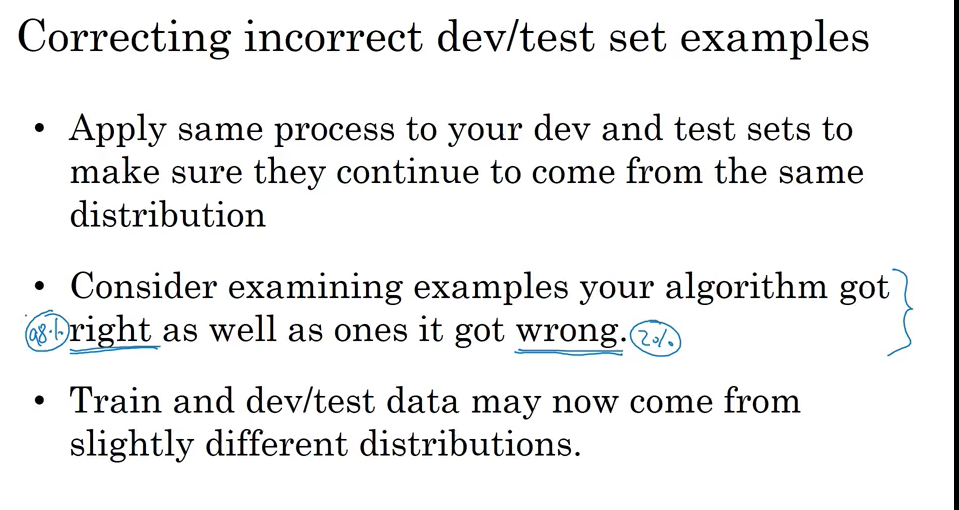 Correcting incorrect dev/test set examples
• Apply same process to your dev and test sets to
make sure they continue to come from the same
distribution
• Consider examining examples your algorithm got
98% right as well as ones it got wrong. 2%
• Train and dev/test data may now come from
slightly different distributions.